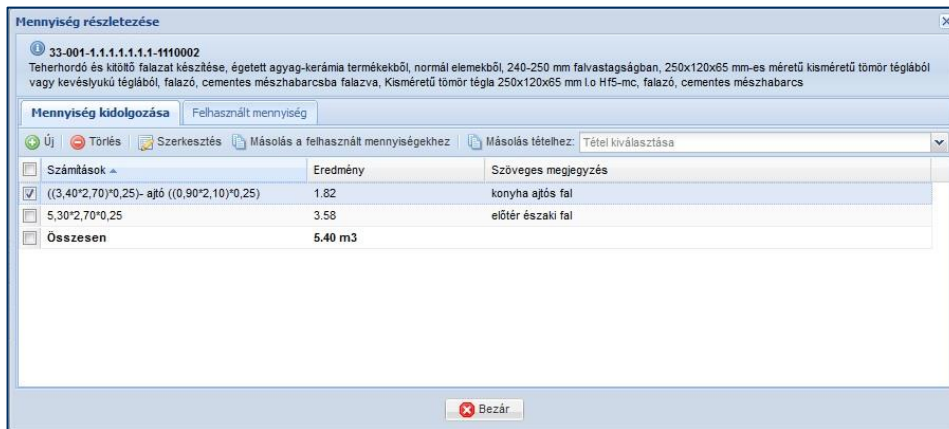 Mennyiség részletezése
33-001-1.1.1.1.1.1.1-1110002
Teherhordó és kitöltő falazat készítése, égetett agyag-kerámia termékekből, normál elemekből, 240-250 mm falvastagságban, 250x120x65 mm-es méretű kisméretű tömör téglából
vagy kevéslyukú téglából, falazó, cementes mészhabarcsba falazva, Kisméretű tömör tégla 250x120x65 mm I.o Hf5-mc, falazó, cementes mészhabarcs
Mennyiség kidolgozása Felhasznált mennyiség
Új Törlés Szerkesztés Másolás a felhasznált mennyiségekhez Másolás tételhez: Tétel kiválasztása
Számítások Eredmény Szöveges megjegyzés
((3,40*2,70)*0,25)- ajtó ((0,90*2,10)*0,25) 1.82 konyha ajtós fal
5,30*2,70*0,25 3.58 előtér északi fal
Összesen 5.40 m3
Bezár